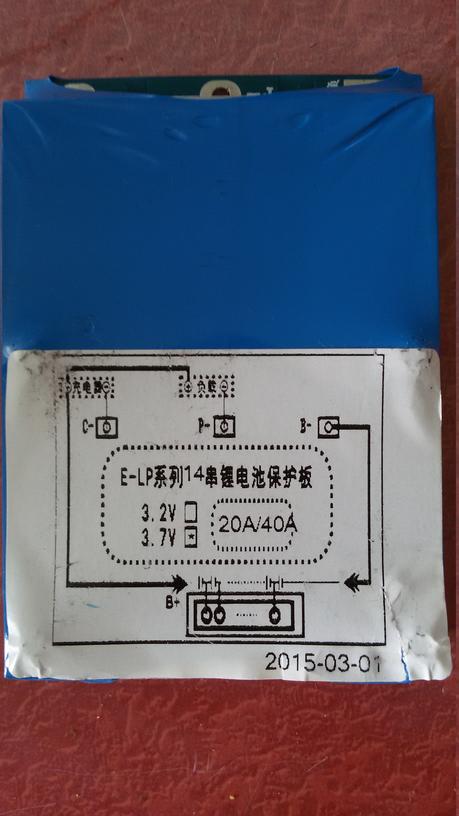 充电器
负载
C-
P-
B-
E-LP系列14串锂电池保护板
3.2V
3.7V
20A/40A
B+
2015-03-01